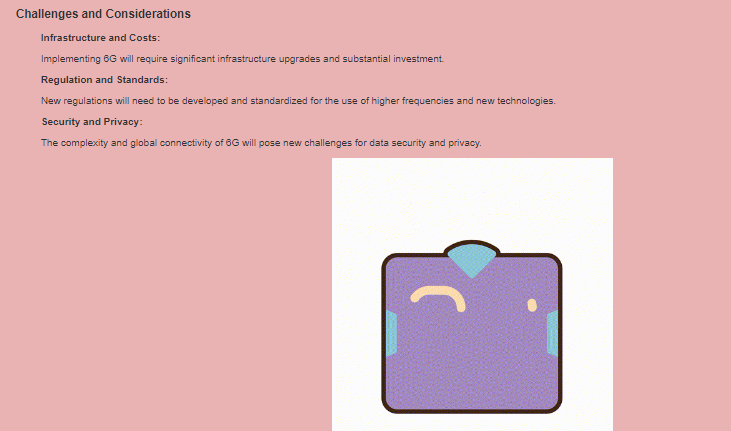 Challenges and Considerations
Infrastructure and Costs:
Implementing 6G will require significant infrastructure upgrades and substantial investment.
Regulation and Standards:
New regulations will need to be developed and standardized for the use of higher frequencies and new technologies.
Security and Privacy:
The complexity and global connectivity of 6G will pose new challenges for data security and privacy.